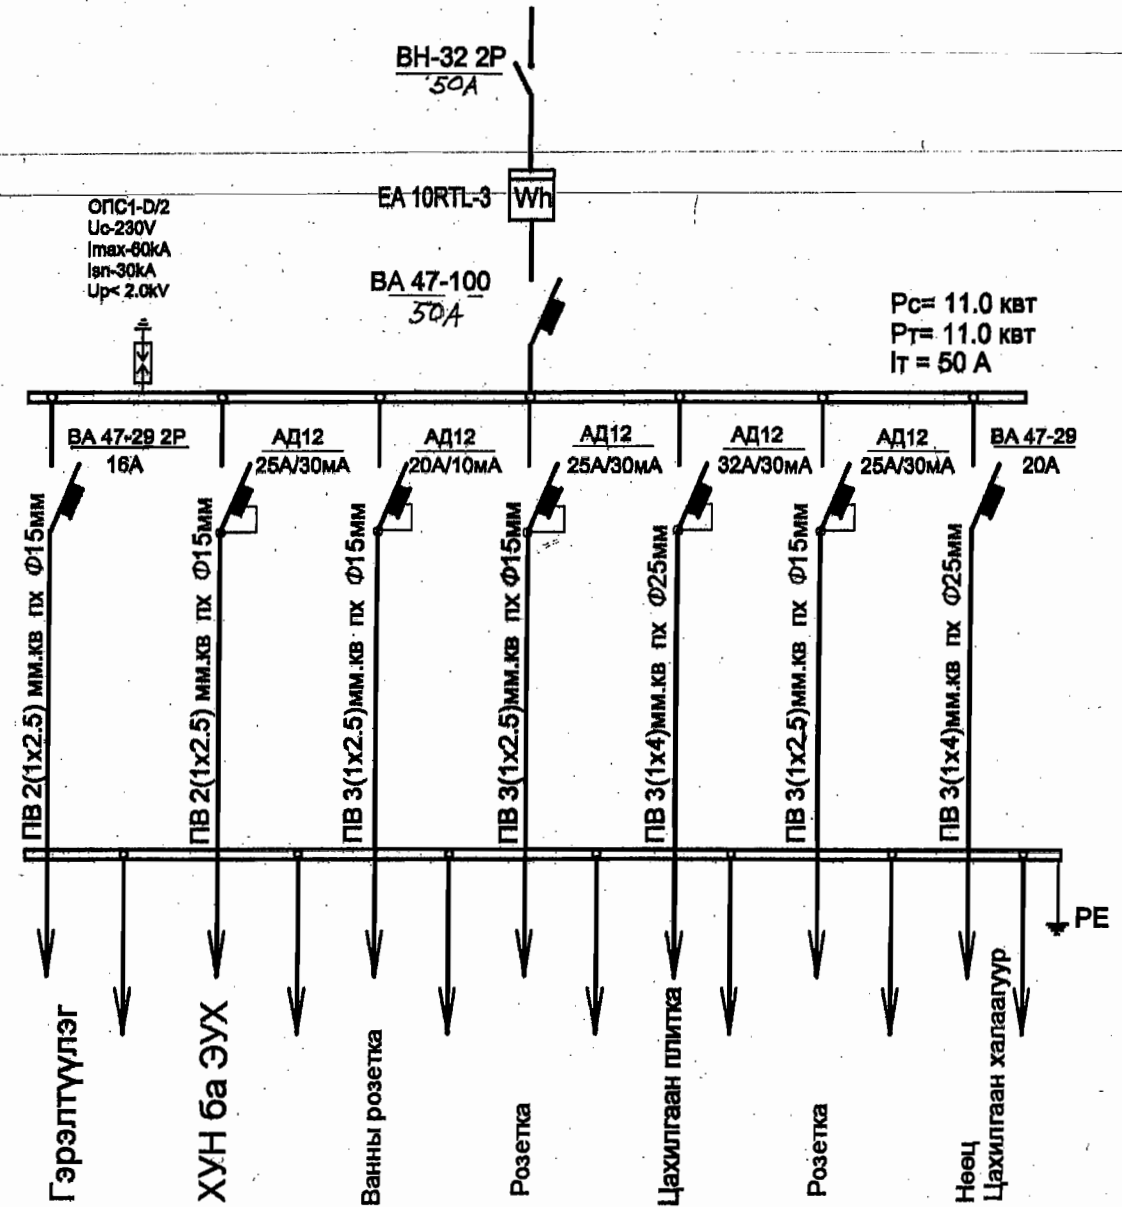 ВН-32 2Р
50А
ЕА 10RTL-3
Wh
ОПС1-D/2
Uc-230V
Imax-60kA
Isn-30kA
Up< 2.0kV
ВА 47-100
50А
Рс= 11.0 квт
Рт= 11.0 квт
Iт = 50 А
ВА 47-29 2Р
16А
АД12
25А/30мА
АД12
20А/10мА
АД12
25А/30мА
АД12
32А/30мА
АД12
25А/30мА
ВА 47-29
20А
ПВ 2(1х2.5) мм.кв пх Ф15мм
ПВ 2(1х2.5) мм.кв пх Ф15мм
ПВ 3(1х2.5)мм.кв пх Ф15мм
ПВ 3(1х2.5)мм.кв пх Ф15мм
ПВ 3(1х4)мм.кв пх Ф25мм
ПВ 3(1х2.5)мм.кв пх Ф15мм
ПВ 3(1х4)мм.кв пх Ф25мм
РЕ
Гэрэлтүүлэг
ХУН ба ЭУХ
Ванны розетка
Розетка
Цахилгаан плитка
Розетка
Нөөц
Цахилгаан халаагуур